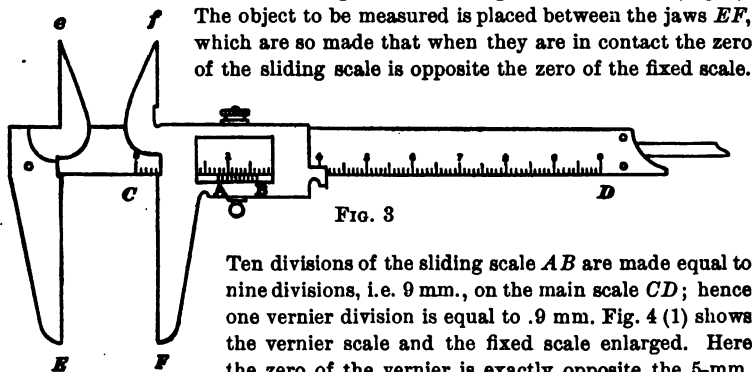 The object to be measured is placed between the jaws EF,
which are so made that when they are in contact the zero
of the sliding scale is opposite the zero of the fixed scale.
e
f
C
A
B
D
FIG. 3
E
F
Ten divisions of the sliding scale AB are made equal to
nine divisions, i.e. 9 mm., on the main scale CD; hence
one vernier division is equal to .9 mm. Fig. 4 (1) shows
the vernier scale and the fixed scale enlarged. Here
the zero of the vernier is exactly opposite the 5-mm.